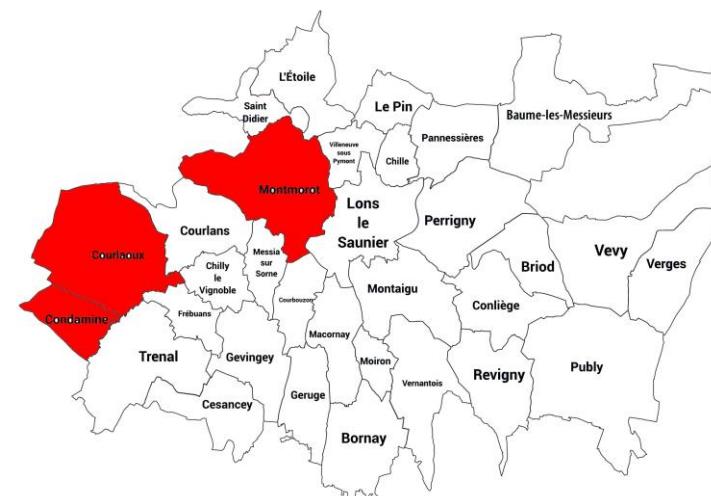 L'Étoile
Saint
Didier
Le Pin
Baume-les-Messieurs
Villeneuve
sous
Pymont
Chille
Pannessières
Montmorot
Lons
le
Saunier
Perrigny
Courlans
Courlaoux
Chilly
le
Vignoble
Messia
sur
Sorne
Montaigu
Briod
Vevy
Verges
Condamine
Frébuans
Courbouzon
Conliège
Macornay
Trenal
Gevingey
Moiron
Vernantois
Revigny
Publy
Cesancey
Geruge
Bornay